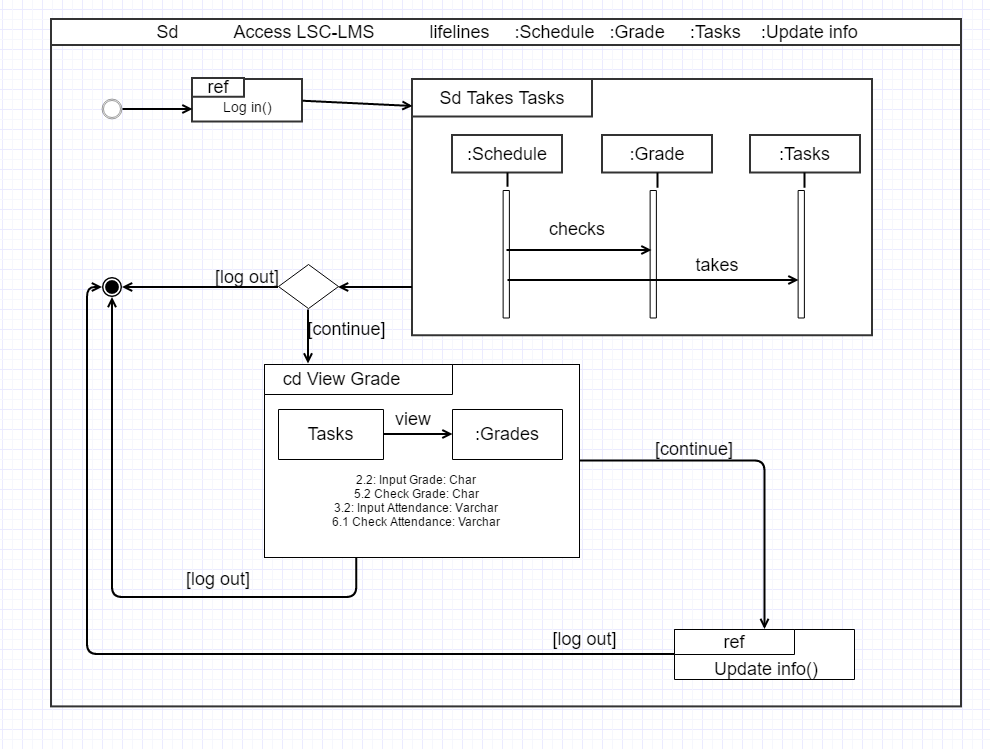 Sd Access LSC-LMS lifelines :Schedule :Grade :Tasks :Update info
ref
Log in()
Sd Takes Tasks
:Schedule
:Grade
:Tasks
checks
takes
[log out]
[continue]
cd View Grade
Tasks
view
:Grades
2.2: Input Grade: Char
5.2 Check Grade: Char
3.2: Input Attendance: Varchar
6.1 Check Attendance: Varchar
[continue]
[log out]
[log out]
ref
Update info()